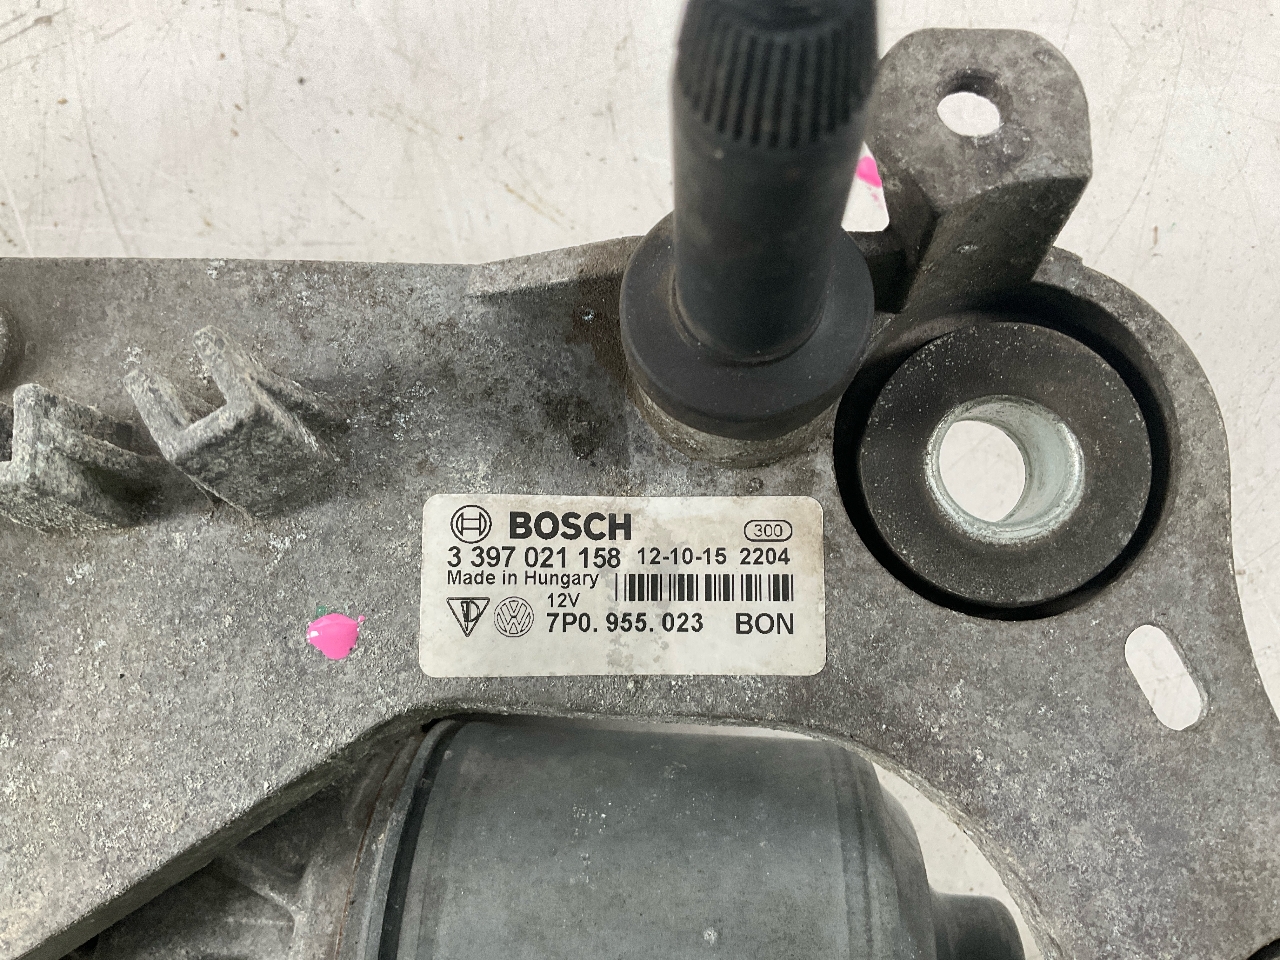 BOSCH 300
3 397 021 158 12-10-15 2204
Made in Hungary
12V
7P0. 955. 023 BON